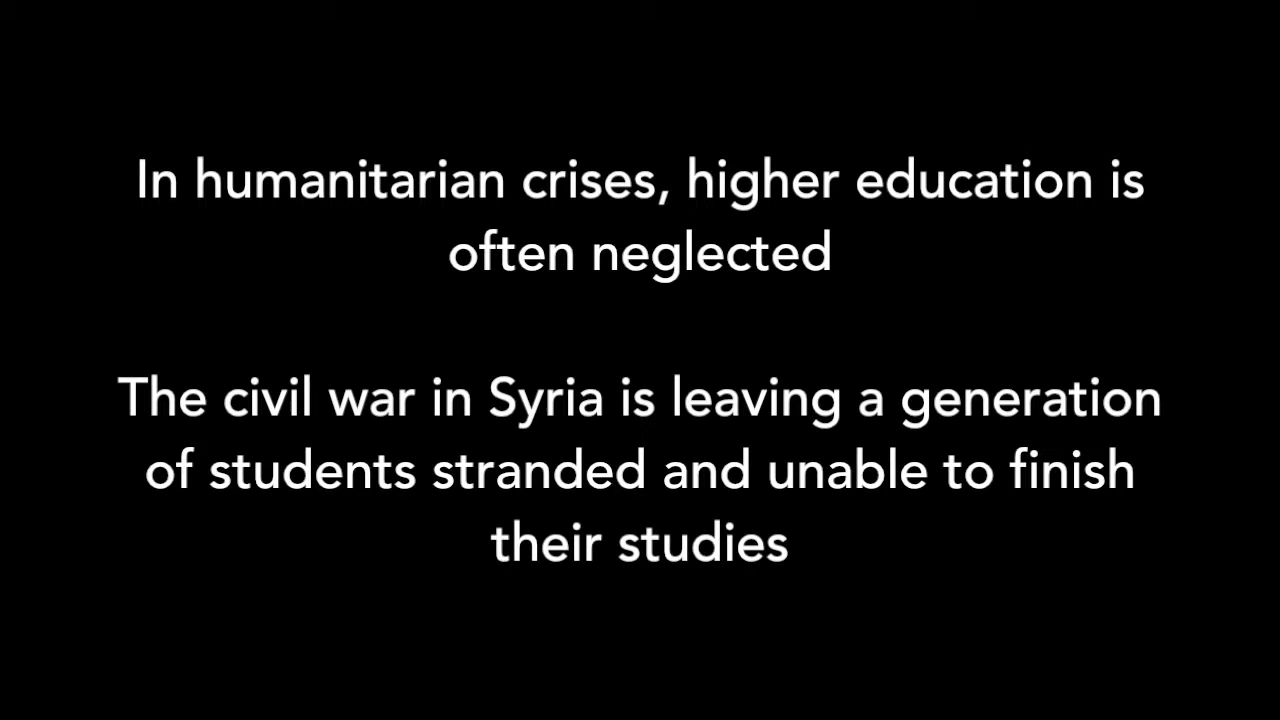 In humanitarian crises, higher education is
often neglected
The civil war in Syria is leaving a generation
of students stranded and unable to finish
their studies